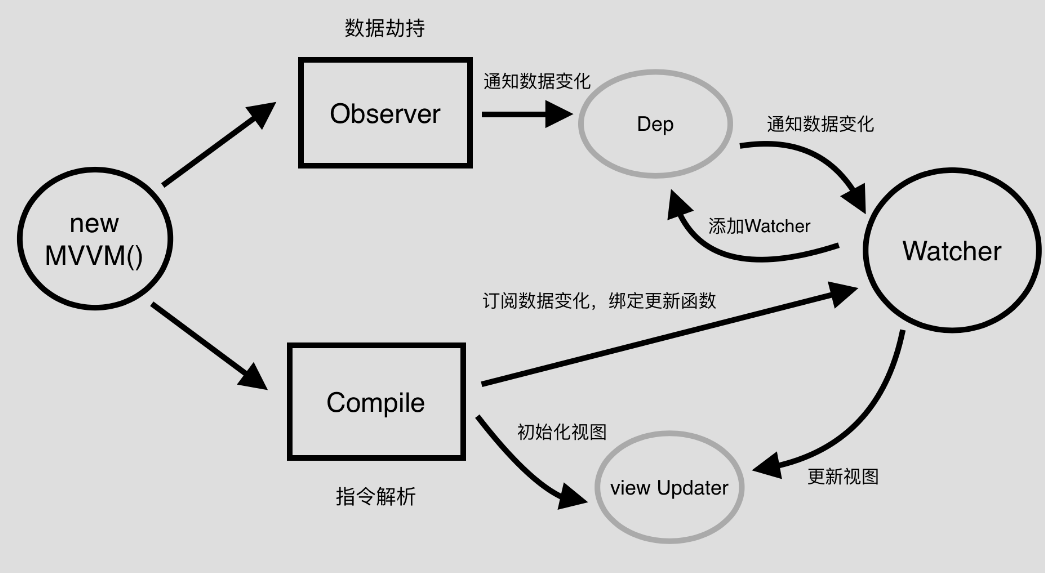 数据劫持
通知数据变化
Observer
Dep
通知数据变化
new
MVVM()
添加Watcher
Watcher
订阅数据变化，绑定更新函数
Compile
初始化视图
view Updater
更新视图
指令解析